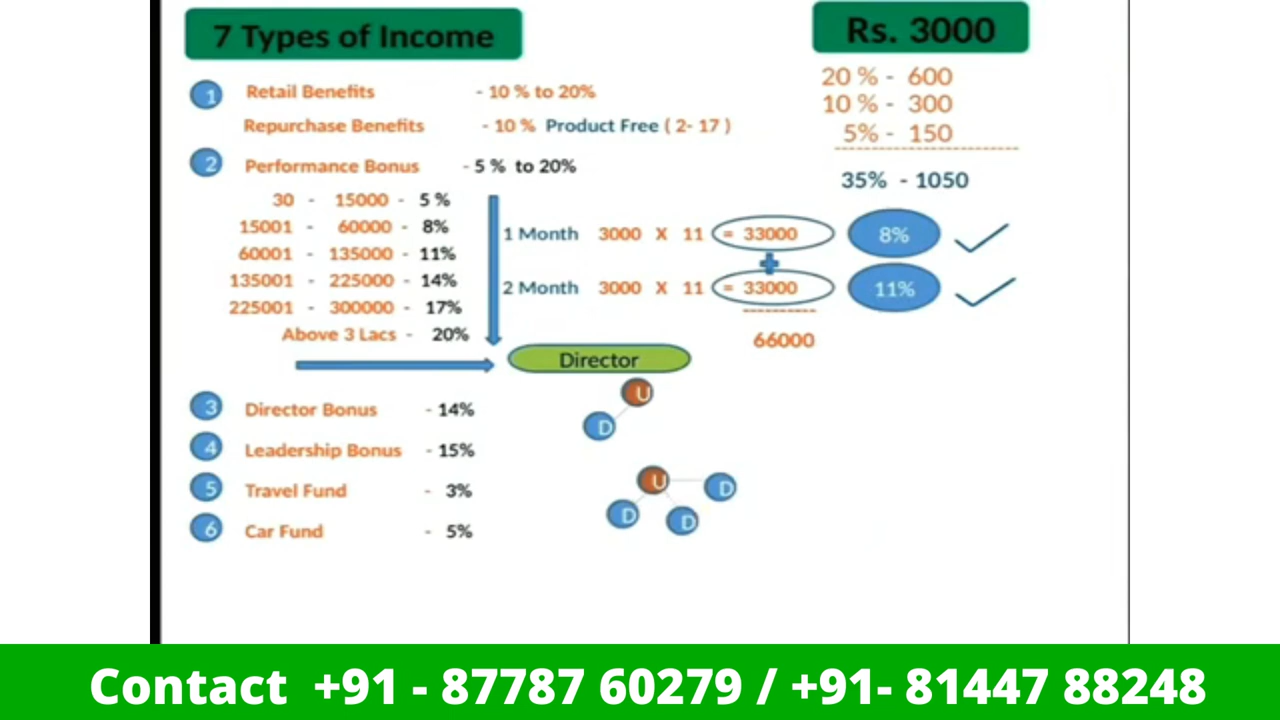 7 Types of Income
Rs. 3000
20 % - 600
10 % - 300
5% - 150
35% - 1050
1 Retail Benefits - 10 % to 20%
Repurchase Benefits - 10 % Product Free ( 2- 17 )
2 Performance Bonus - 5 % to 20%
30 - 15000 - 5 %
15001 - 60000 - 8%
60001 - 135000 - 11%
135001 - 225000 - 14%
225001 - 300000 - 17%
Above 3 Lacs - 20%
1 Month 3000 X 11 = 33000 8%
2 Month 3000 X 11 = 33000 11%
66000
Director
U
D
3 Director Bonus - 14%
4 Leadership Bonus - 15%
5 Travel Fund - 3%
6 Car Fund - 5%
U D
D D
Contact +91 - 87787 60279 / +91- 81447 88248